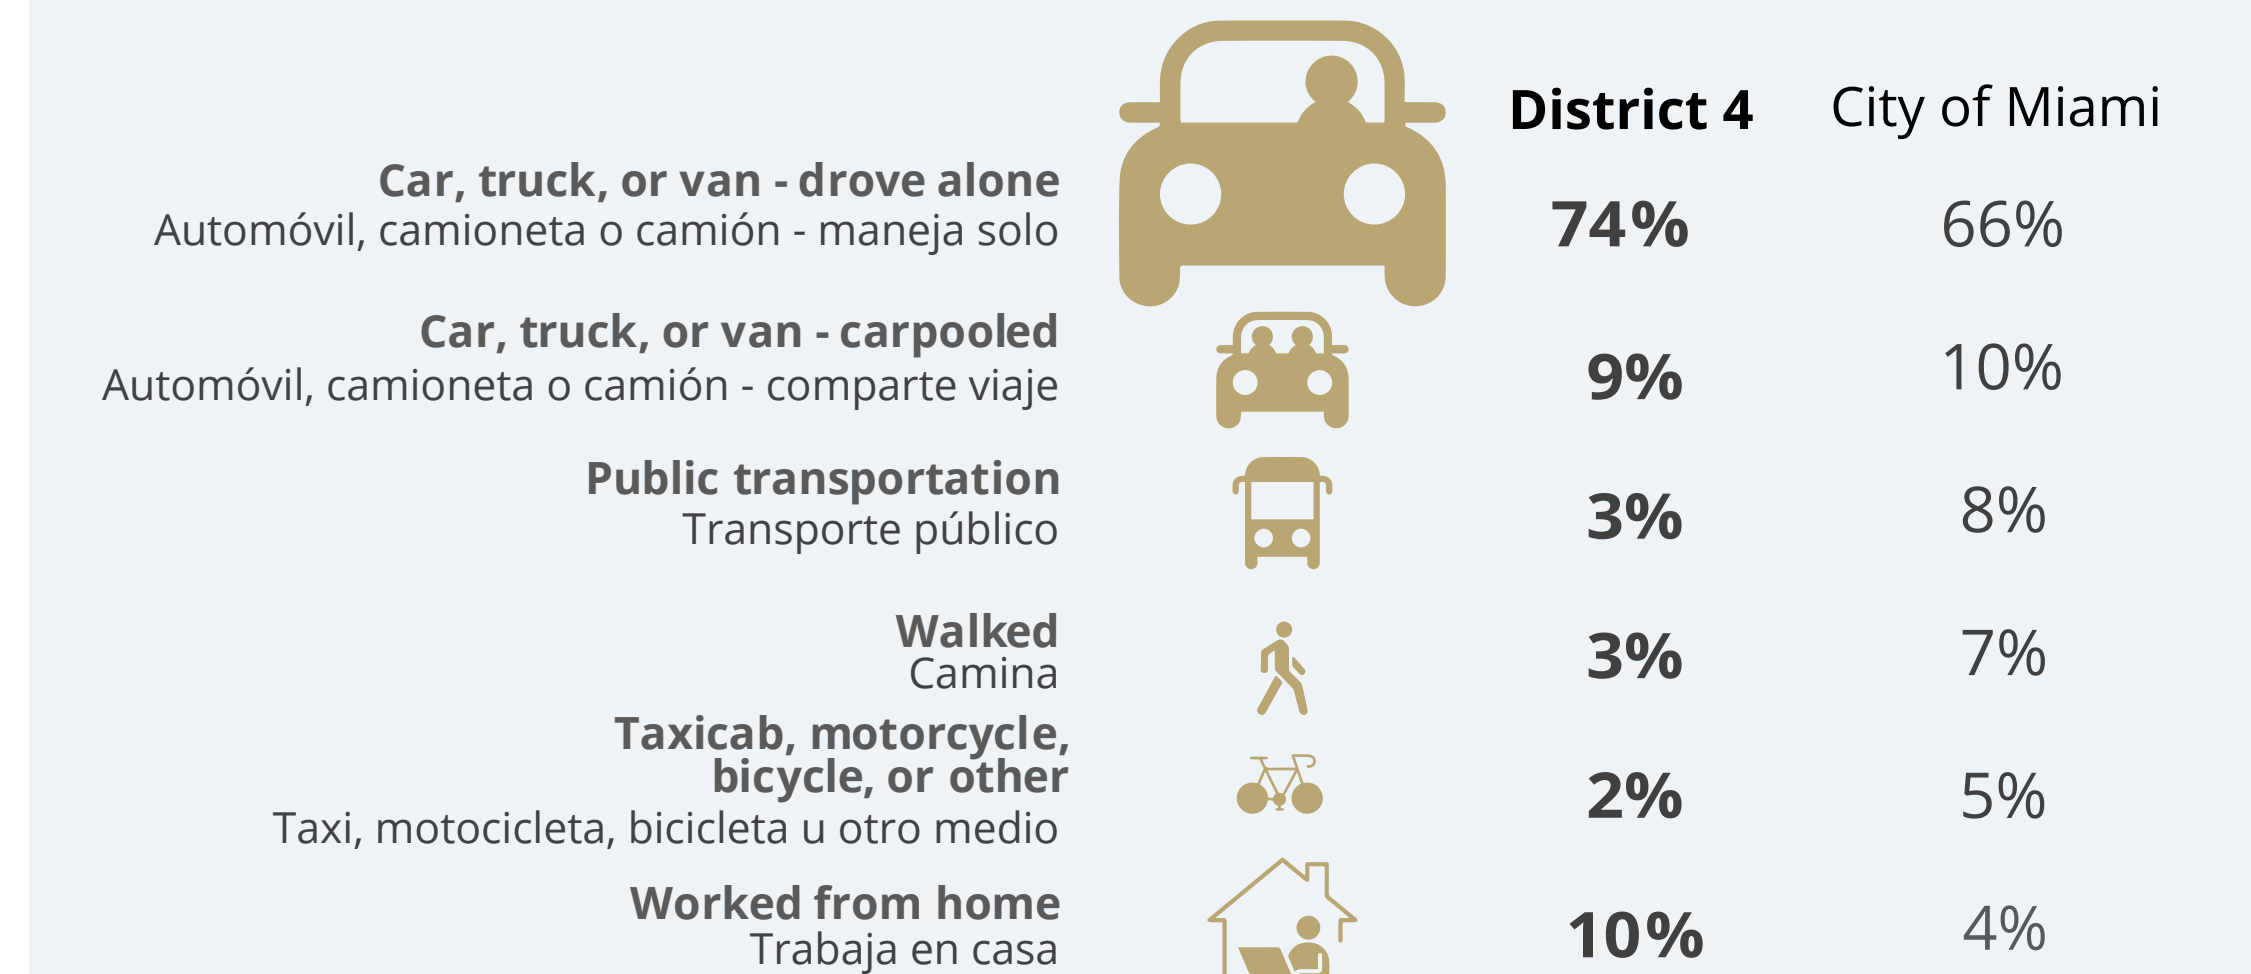 District 4 City of Miami
Car, truck, or van - drove alone
Automóvil, camioneta o camión - maneja solo
74% 66%
Car, truck, or van - carpooled
Automóvil, camioneta o camión - comparte viaje
9% 10%
Public transportation
Transporte público
3% 8%
Walked
Camina
3% 7%
Taxicab, motorcycle,
bicycle, or other
Taxi, motocicleta, bicicleta u otro medio
2% 5%
Worked from home
Trabaja en casa
10% 4%